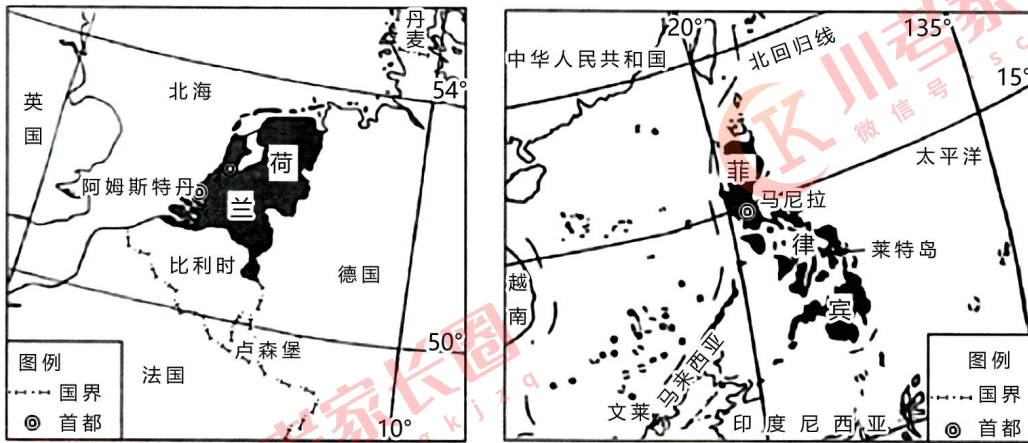 丹麦
54°
北海
英国
荷兰
阿姆斯特丹
比利时
德国
卢森堡
50°
法国
10°
图例
国界
首都
120°
135°
中华人民共和国
北回归线
15°
太平洋
菲律宾
马尼拉
莱特岛
越南
马来西亚
文莱
印度尼西亚
图例
国界
首都
川考家长圈
微信号
K